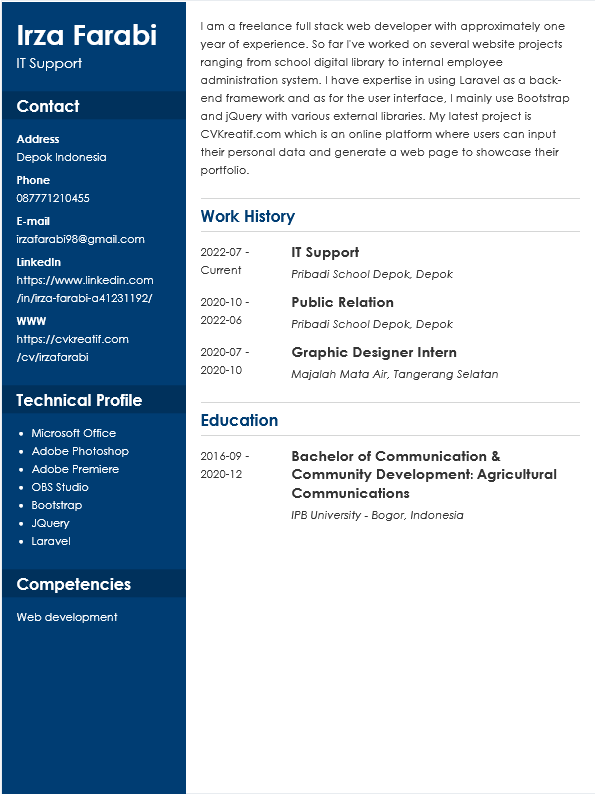 Irza Farabi
IT Support
Contact
Address
Depok Indonesia
Phone
087771210455
E-mail
irzafarabi98@gmail.com
LinkedIn
https://www.linkedin.com
/in/irza-farabi-a41231192/
WWW
https://cvkreatif.com
/cv/irzafarabi
Technical Profile
• Microsoft Office
• Adobe Photoshop
• Adobe Premiere
• OBS Studio
• Bootstrap
• JQuery
• Laravel
Competencies
Web development
I am a freelance full stack web developer with approximately one
year of experience. So far I've worked on several website projects
ranging from school digital library to internal employee
administration system. I have expertise in using Laravel as a back-
end framework and as for the user interface, I mainly use Bootstrap
and jQuery with various external libraries. My latest project is
CVKreatif.com which is an online platform where users can input
their personal data and generate a web page to showcase their
portfolio.
Work History
2022-07 -
Current
IT Support
Pribadi School Depok, Depok
2020-10 -
2022-06
Public Relation
Pribadi School Depok, Depok
2020-07 -
2020-10
Graphic Designer Intern
Majalah Mata Air, Tangerang Selatan
Education
2016-09 -
2020-12
Bachelor of Communication &
Community Development: Agricultural
Communications
IPB University - Bogor, Indonesia